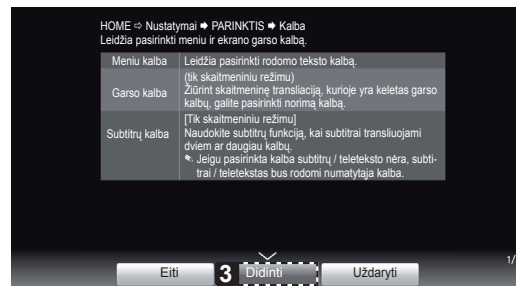 HOME ⇨ Nustatymai ➡ PARINKTIS ➡ Kalba
Leidžia pasirinkti meniu ir ekrano garso kalbą.
Meniu kalba
Leidžia pasirinkti rodomo teksto kalbą.
Garso kalba
(tik skaitmeniniu režimu)
Žiūrint skaitmeninę transliaciją, kurioje yra keletas garso
kalbų, galite pasirinkti norimą kalbą.
Subtitrų kalba
[Tik skaitmeniniu režimu]
Naudokite subtitrų funkciją, kai subtitrai transliuojami
dviem ar daugiau kalbų.
Jeigu pasirinkta kalba subtitrų / teleteksto nėra, subti-
trai / teletekstas bus rodomi numatytąja kalba.
1/
Eiti
3 Didinti
Uždaryti